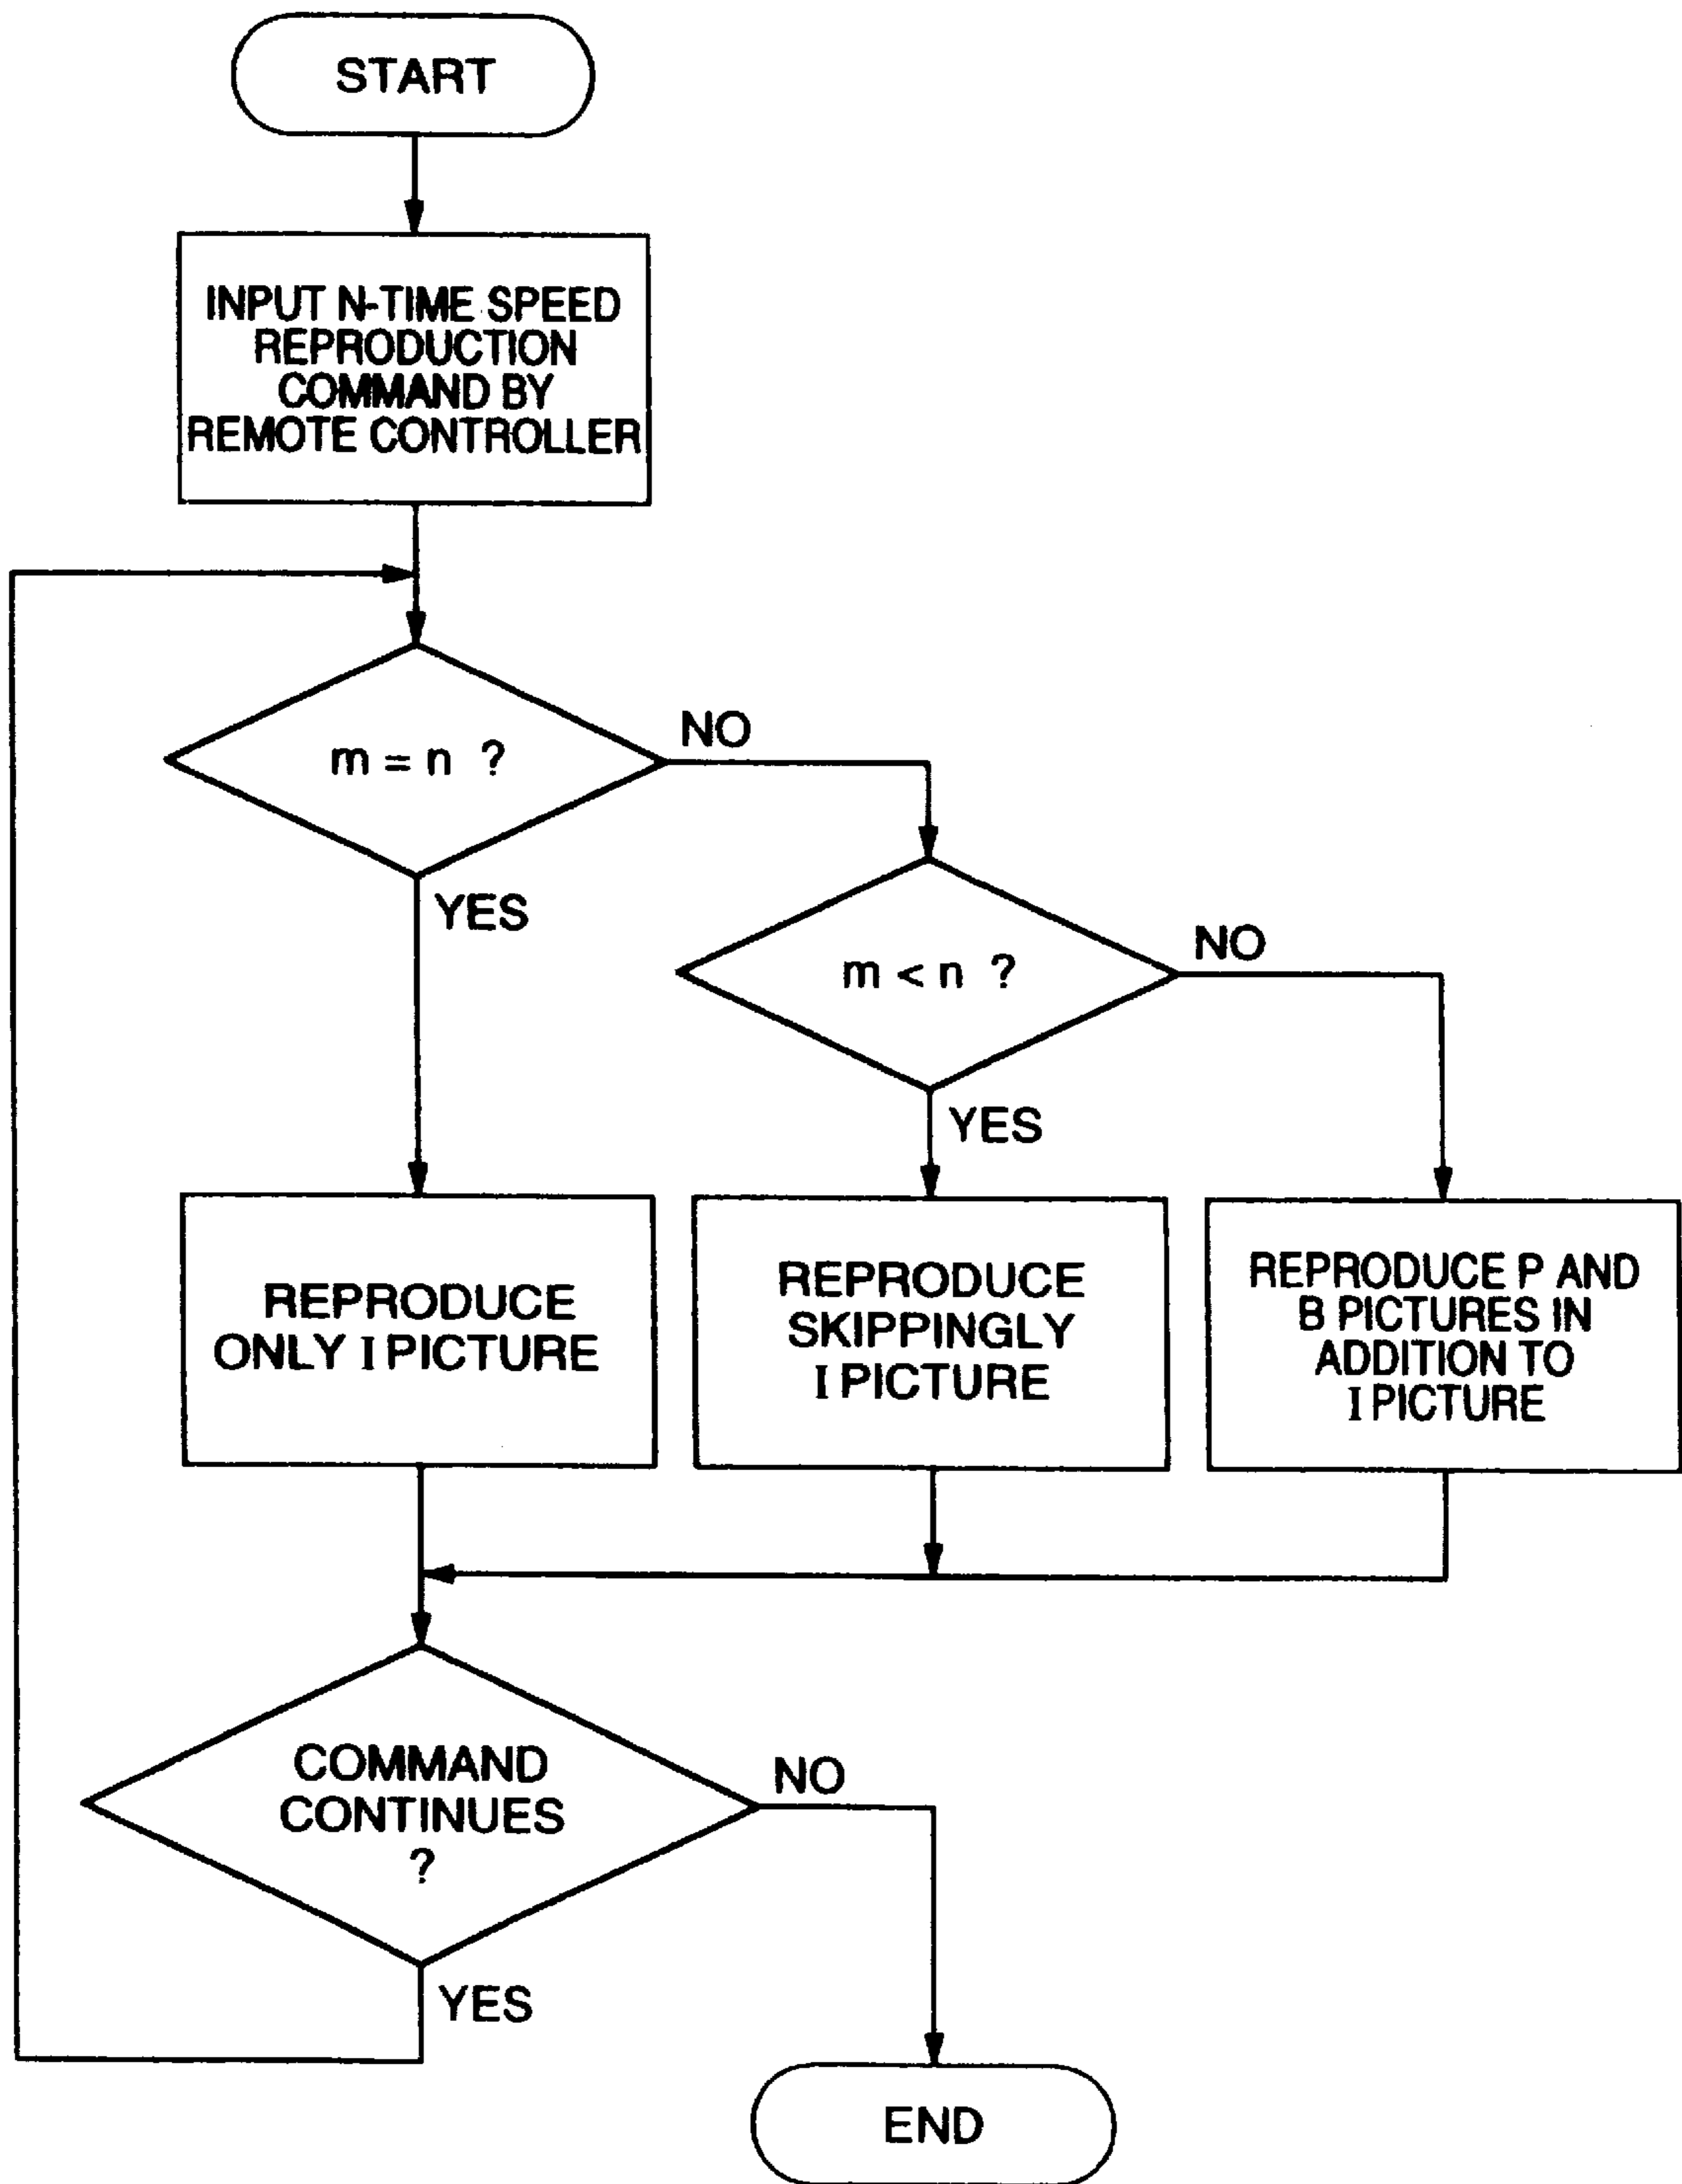 START
INPUT N-TIME SPEED
REPRODUCTION
COMMAND BY
REMOTE CONTROLLER
m = n ?
NO
YES
m < n ?
NO
YES
REPRODUCE
ONLY I PICTURE
REPRODUCE
SKIPPINGLY
I PICTURE
REPRODUCE P AND
B PICTURES IN
ADDITION TO
I PICTURE
COMMAND
CONTINUES
?
NO
YES
END